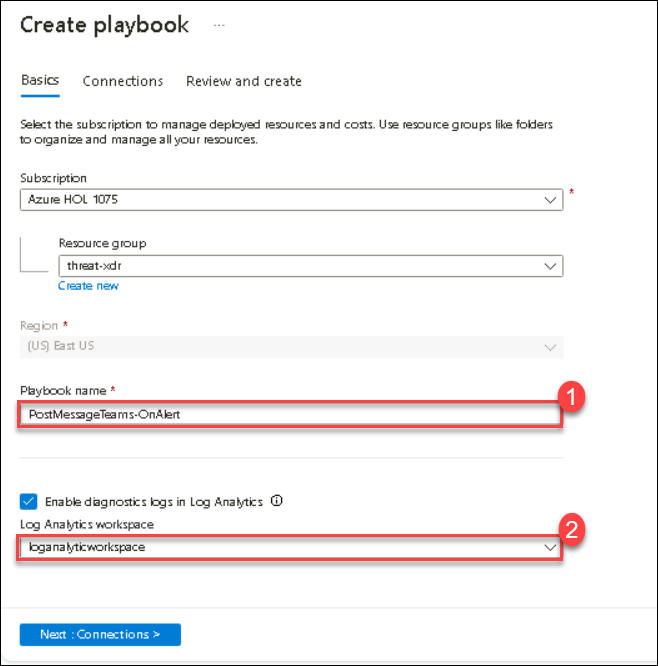 Create playbook ...
Basics Connections Review and create
Select the subscription to manage deployed resources and costs. Use resource groups like folders
to organize and manage all your resources.
Subscription
Azure HOL 1075 *
Resource group
threat-xdr
Create new
Region *
(US) East US
Playbook name *
1
PostMessageTeams-OnAlert
Enable diagnostics logs in Log Analytics
Log Analytics workspace
2
loganalyticworkspace
Next : Connections >